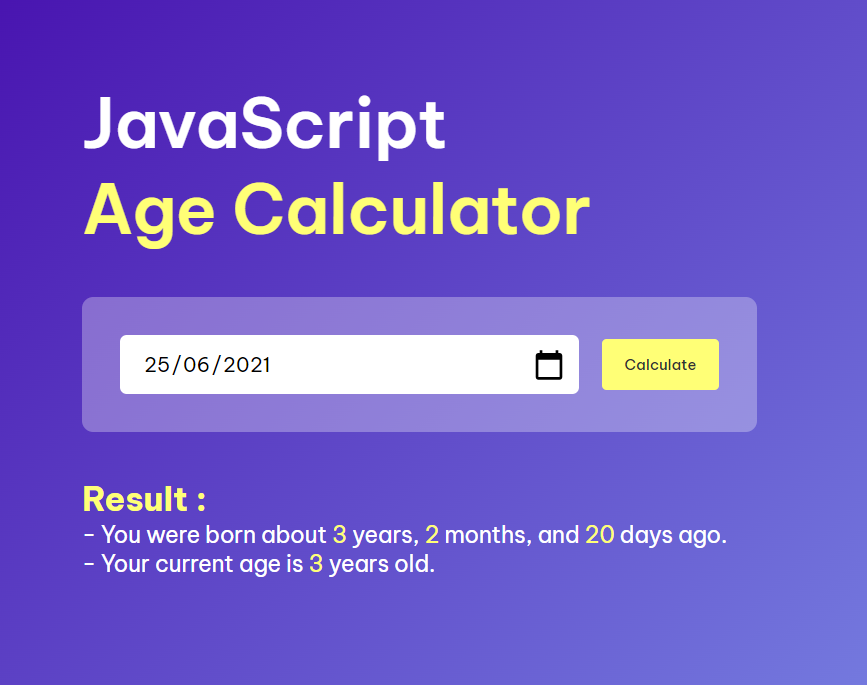 JavaScript
Age Calculator
25/06/2021
Calculate
Result :
- You were born about 3 years, 2 months, and 20 days ago.
- Your current age is 3 years old.